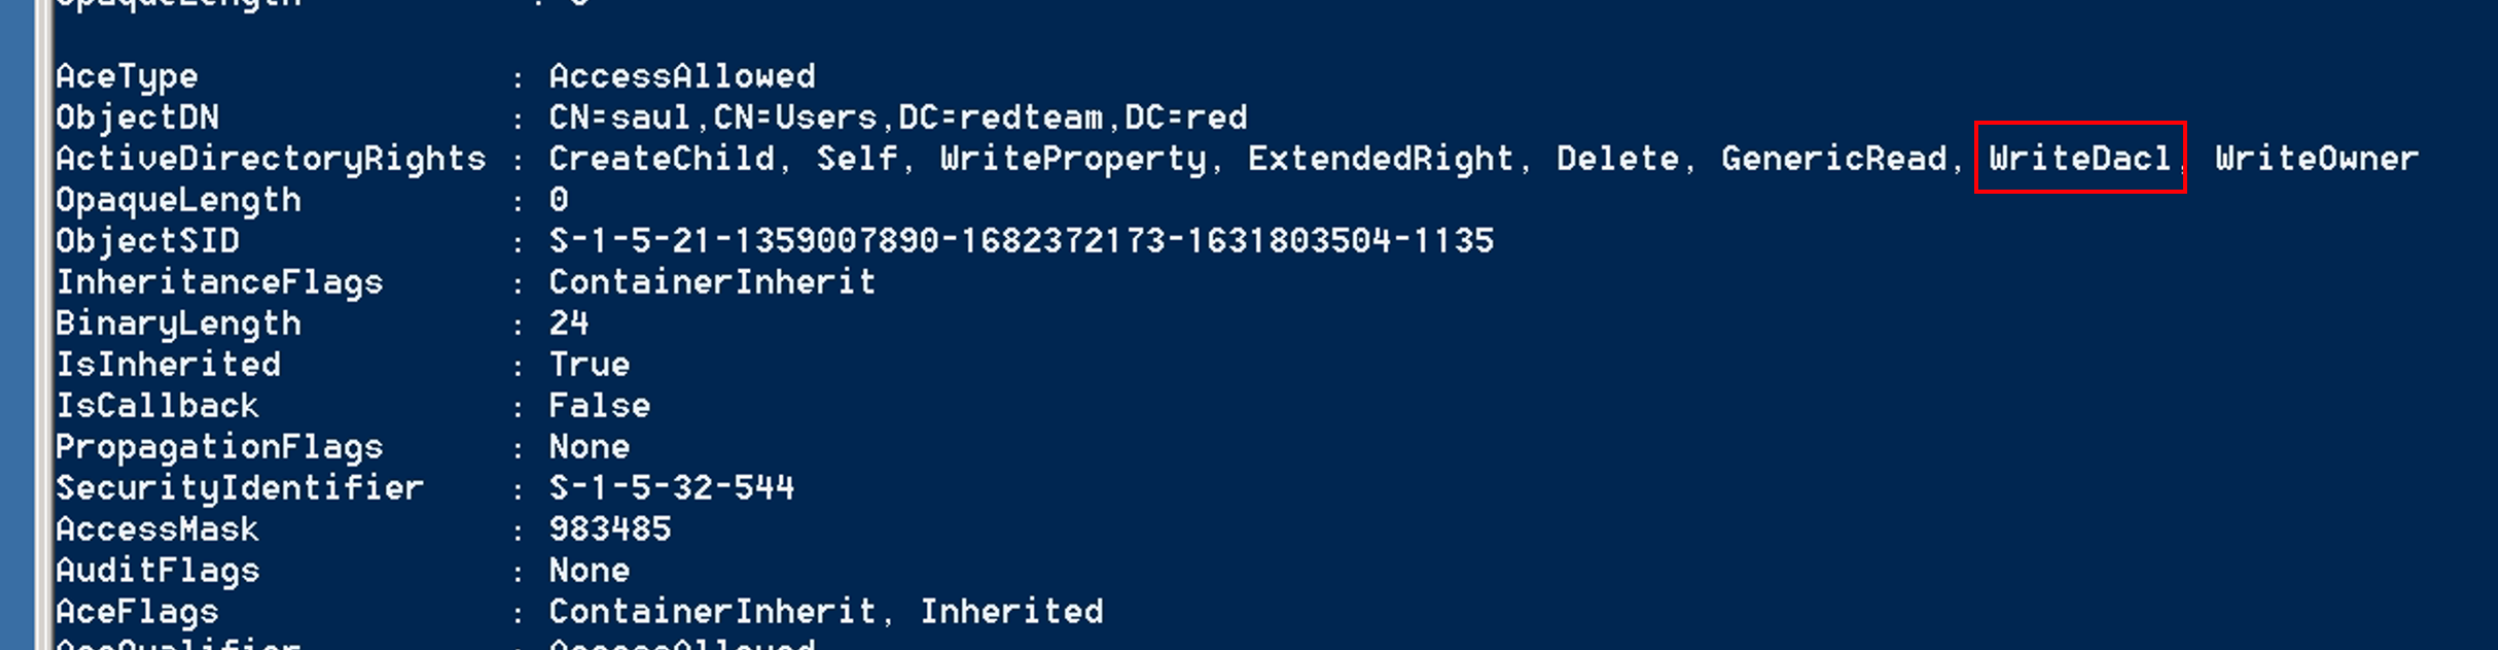 OpaqueLength : 0
AceType : AccessAllowed
ObjectDN : CN=saul,CN=Users,DC=redteam,DC=red
ActiveDirectoryRights : CreateChild, Self, WriteProperty, ExtendedRight, Delete, GenericRead, WriteDacl, WriteOwner
OpaqueLength : 0
ObjectSID : S-1-5-21-1359007890-1682372173-1631803504-1135
InheritanceFlags : ContainerInherit
BinaryLength : 24
IsInherited : True
IsCallback : False
PropagationFlags : None
SecurityIdentifier : S-1-5-32-544
AccessMask : 983485
AuditFlags : None
AceFlags : ContainerInherit, Inherited
AceQualifier : AccessAllowed